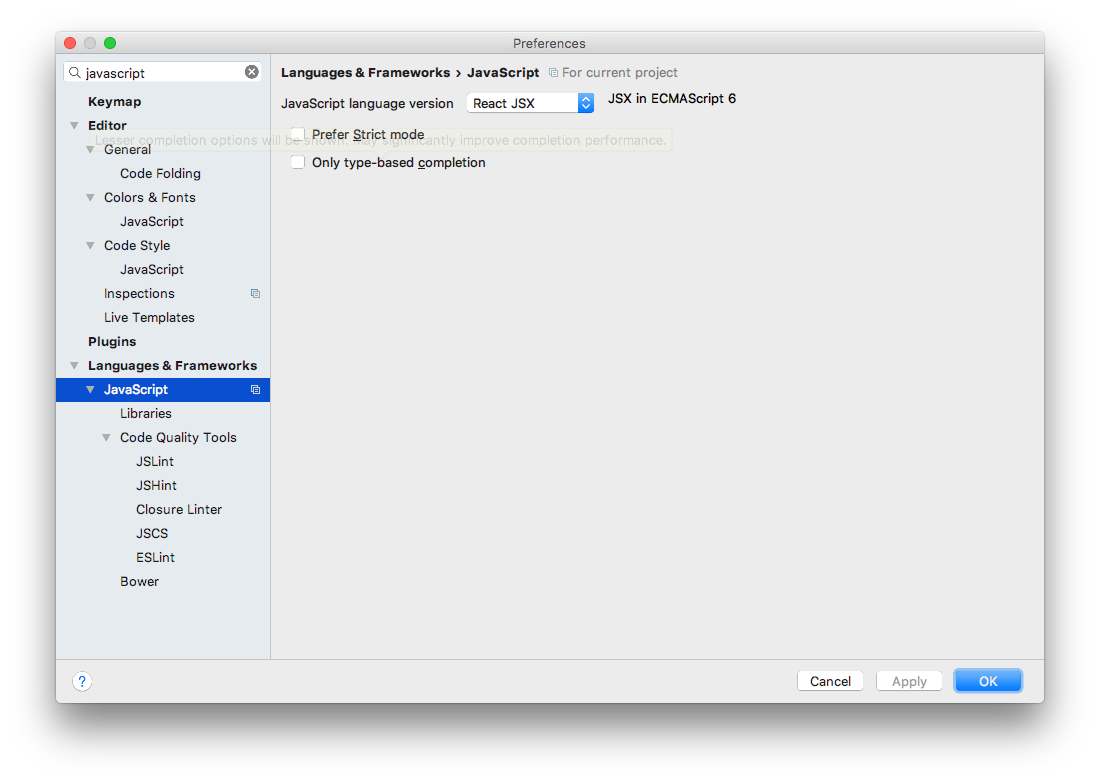 Preferences
javascript
Keymap
Editor
General
Code Folding
Colors & Fonts
JavaScript
Code Style
JavaScript
Inspections
Live Templates
Plugins
Languages & Frameworks
JavaScript
Libraries
Code Quality Tools
JSLint
JSHint
Closure Linter
JSCS
ESLint
Bower
Languages & Frameworks › JavaScript For current project
JavaScript language version React JSX JSX in ECMAScript 6
Prefer Strict mode
Lesser completion options will be shown. May significantly improve completion performance.
Only type-based completion
? Cancel Apply OK